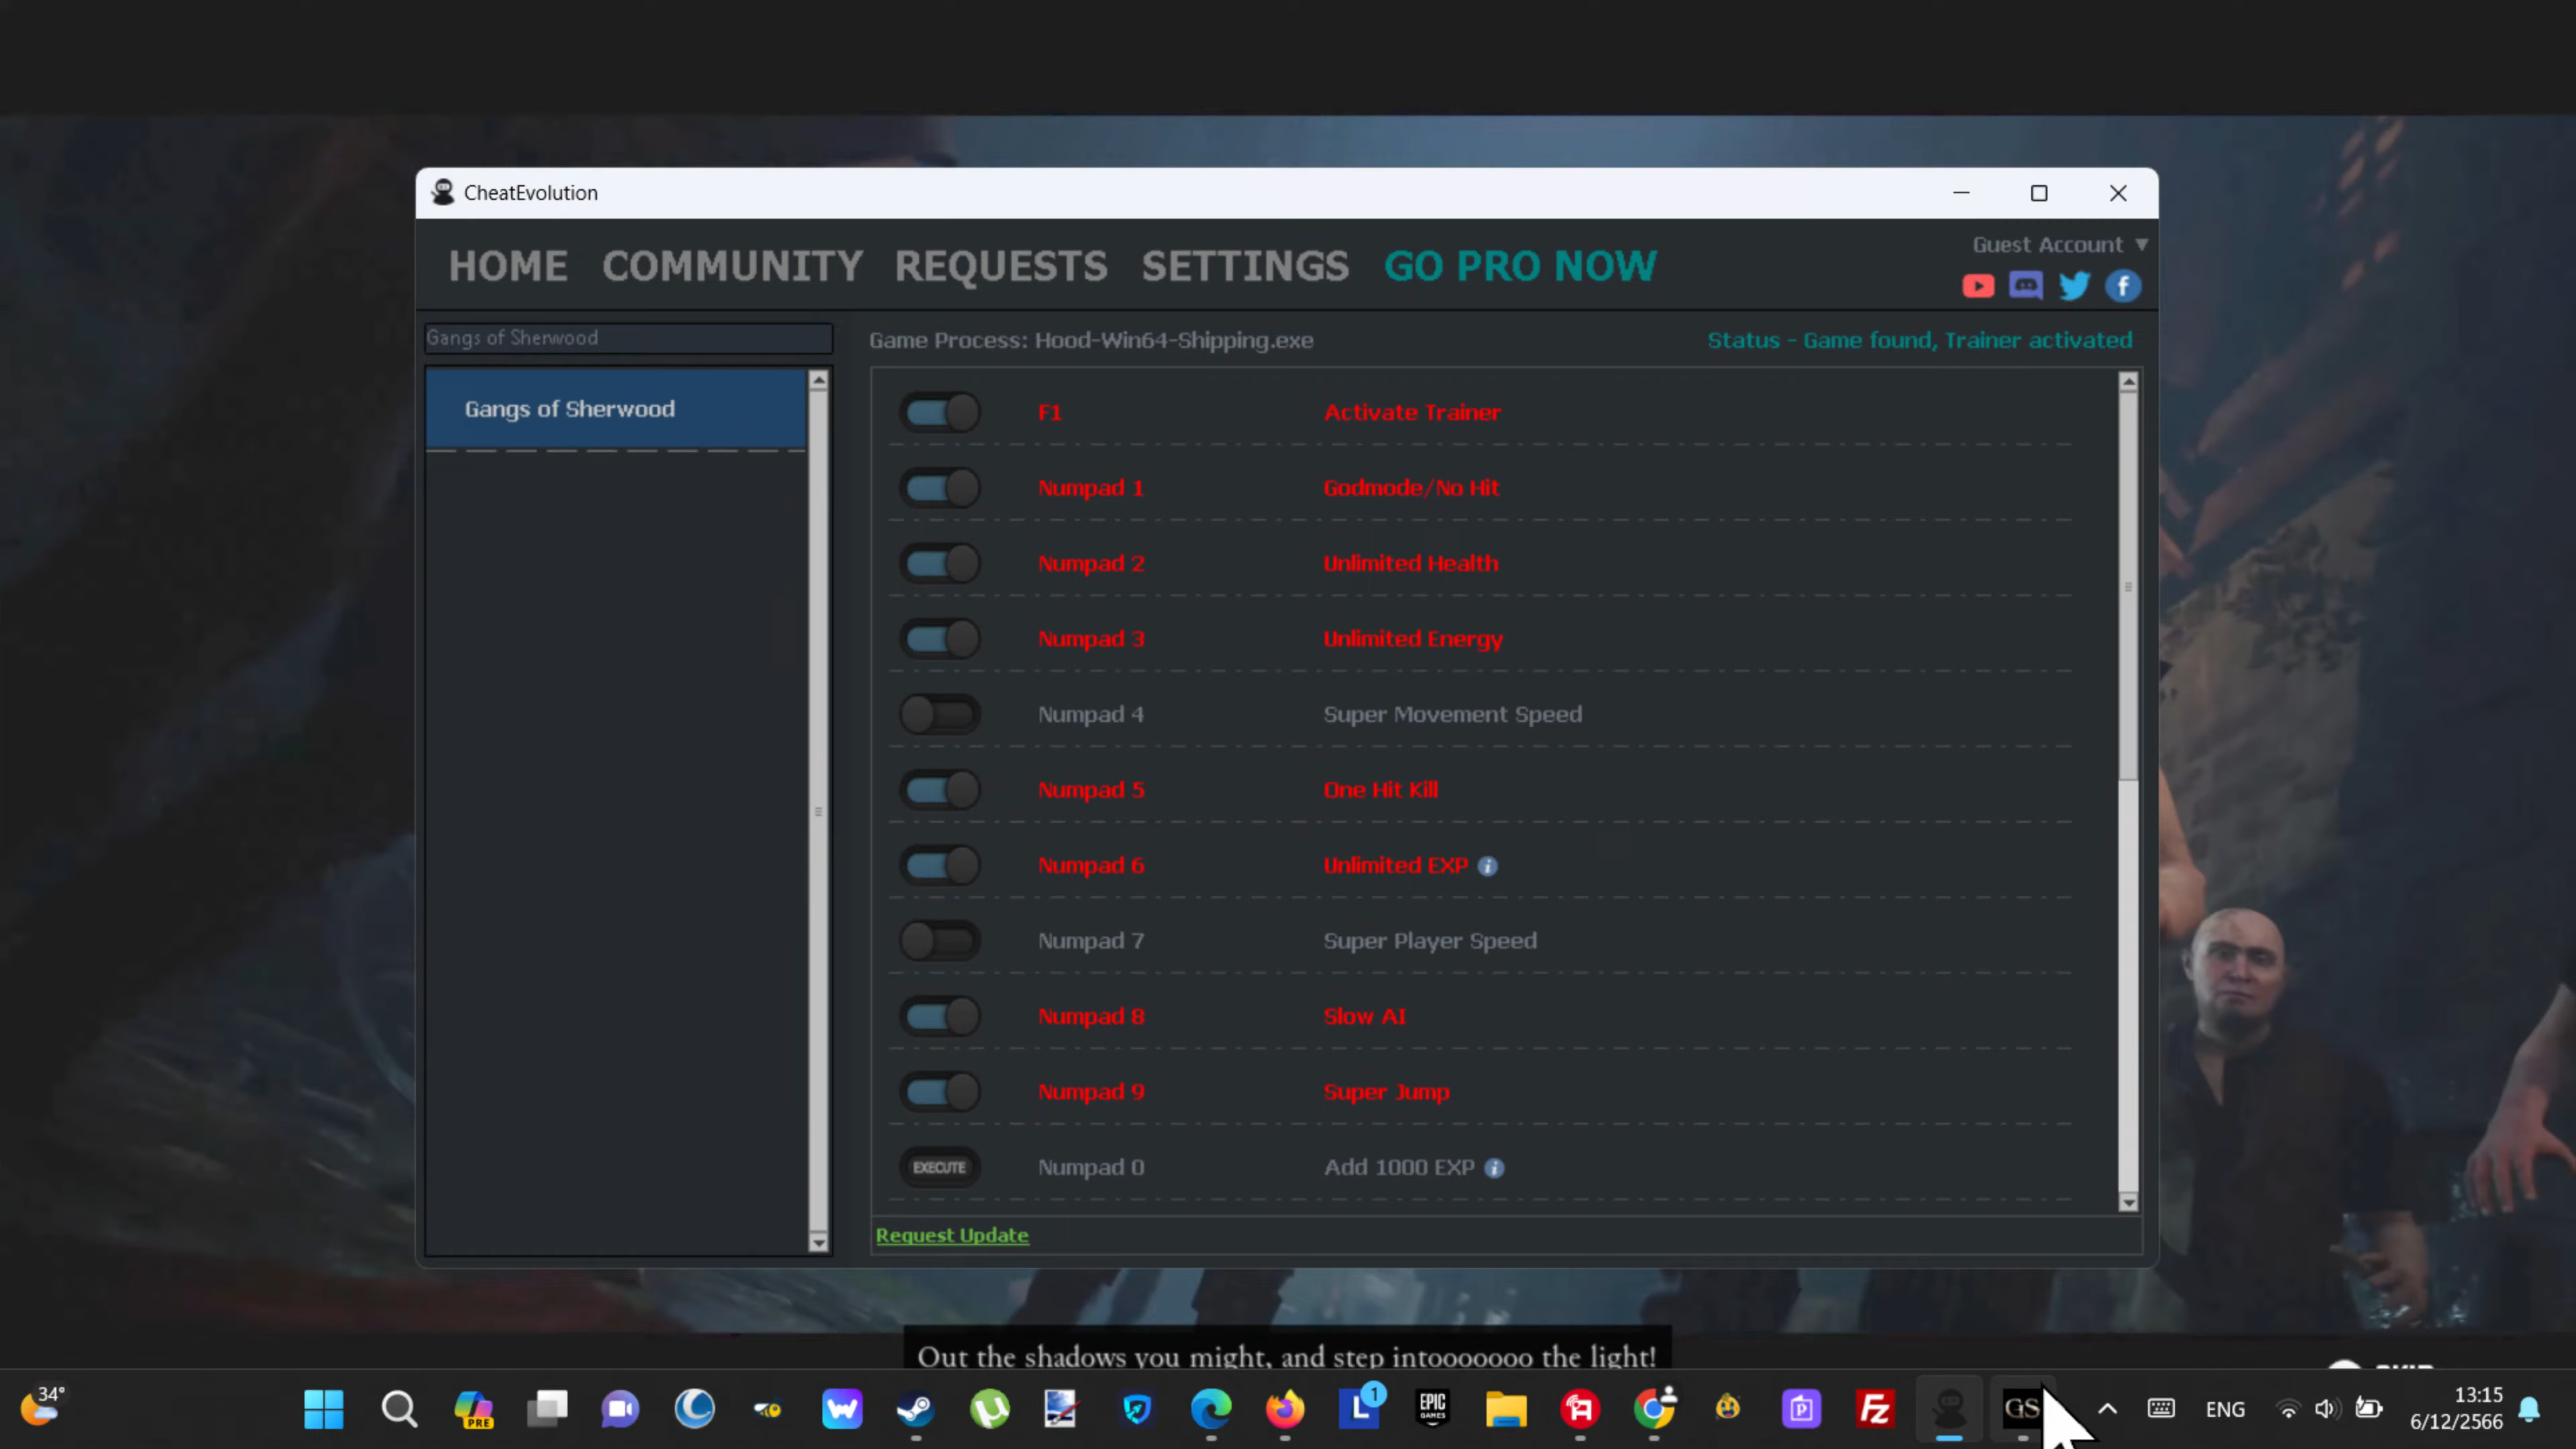 CheatEvolution
HOME COMMUNITY REQUESTS SETTINGS GO PRO NOW
Guest Account ▼
Gangs of Sherwood
Game Process: Hood-Win64-Shipping.exe
Status - Game found, Trainer activated
Gangs of Sherwood
F1 Activate Trainer
Numpad 1 Godmode/No Hit
Numpad 2 Unlimited Health
Numpad 3 Unlimited Energy
Numpad 4 Super Movement Speed
Numpad 5 One Hit Kill
Numpad 6 Unlimited EXP
Numpad 7 Super Player Speed
Numpad 8 Slow AI
Numpad 9 Super Jump
EXECUTE Numpad 0 Add 1000 EXP
Request Update
Out the shadows you might, and step intooooooo the light!
34°
PRE
1
EPIC GAMES
GS
ENG
13:15
6/12/2566